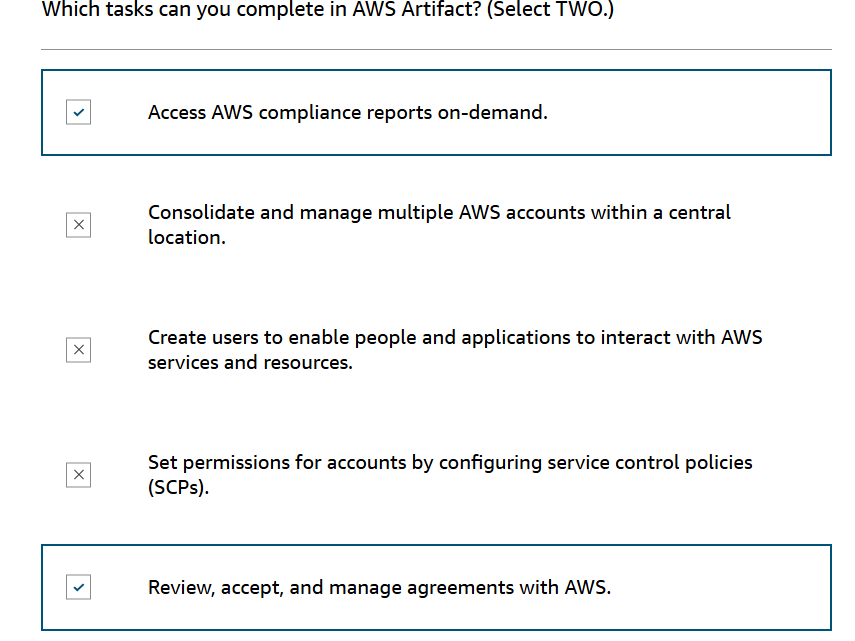 Which tasks can you complete in AWS Artifact? (Select TWO.)
Access AWS compliance reports on-demand.
Consolidate and manage multiple AWS accounts within a central
location.
Create users to enable people and applications to interact with AWS
services and resources.
Set permissions for accounts by configuring service control policies
(SCPs).
Review, accept, and manage agreements with AWS.